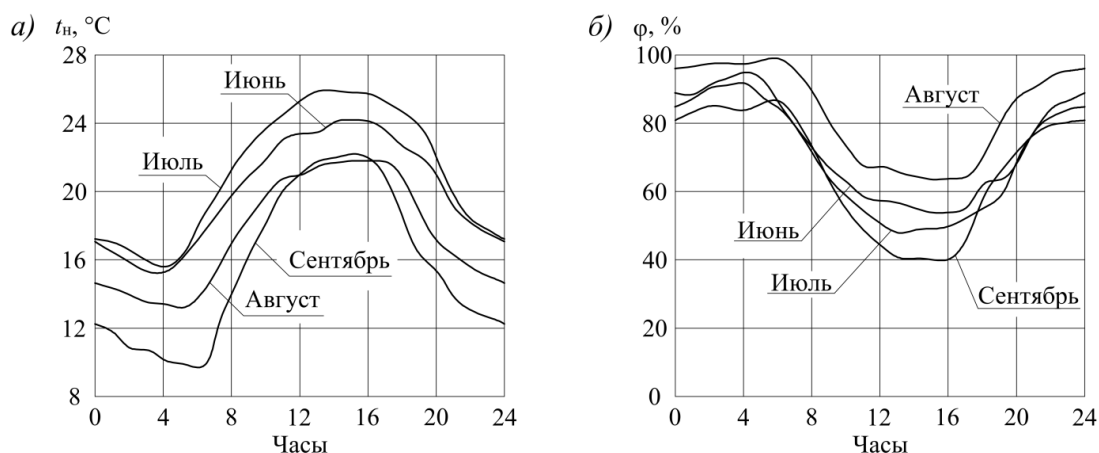 а) tн, °C
28
24
20
16
12
8
0 4 8 12 16 20 24
Часы
Июнь
Июль
Сентябрь
Август
б) φ, %
100
80
60
40
20
0
0 4 8 12 16 20 24
Часы
Август
Июнь
Июль
Сентябрь